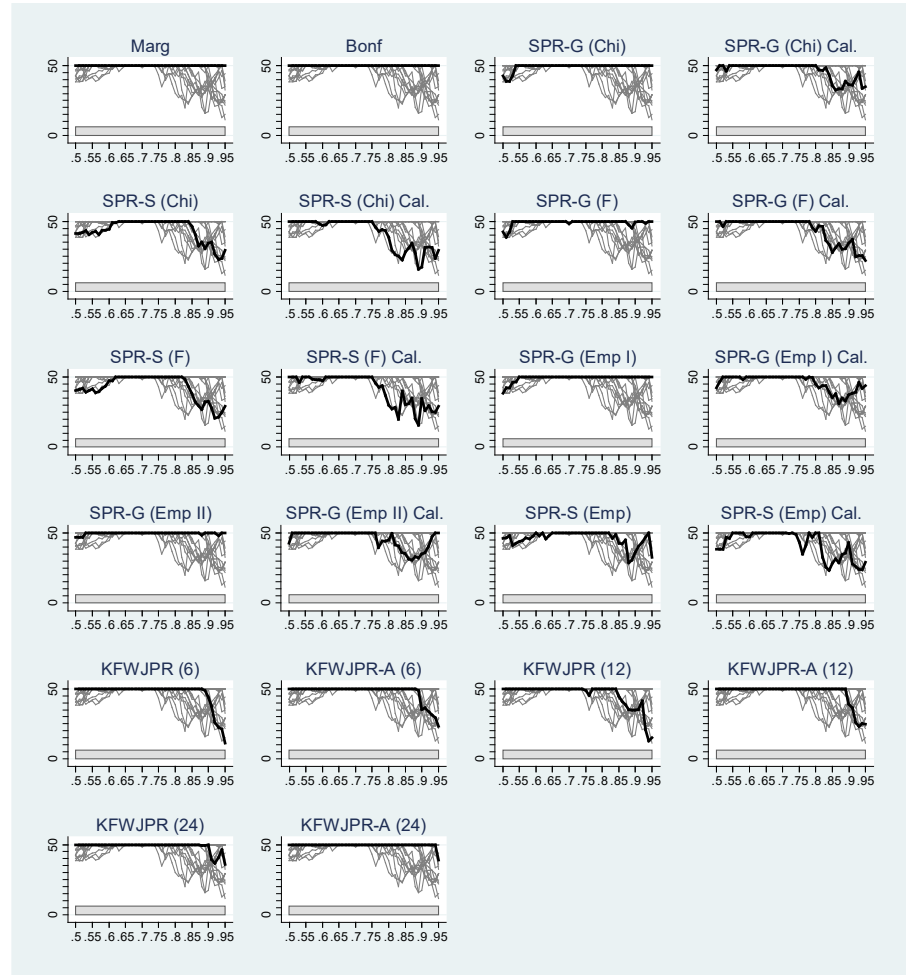 Marg Bonf SPR-G (Chi) SPR-G (Chi) Cal.
50 50 50 50
0 0 0 0
.5 .55 .6 .65 .7 .75 .8 .85 .9 .95 .5 .55 .6 .65 .7 .75 .8 .85 .9 .95 .5 .55 .6 .65 .7 .75 .8 .85 .9 .95 .5 .55 .6 .65 .7 .75 .8 .85 .9 .95
SPR-S (Chi) SPR-S (Chi) Cal. SPR-G (F) SPR-G (F) Cal.
50 50 50 50
0 0 0 0
.5 .55 .6 .65 .7 .75 .8 .85 .9 .95 .5 .55 .6 .65 .7 .75 .8 .85 .9 .95 .5 .55 .6 .65 .7 .75 .8 .85 .9 .95 .5 .55 .6 .65 .7 .75 .8 .85 .9 .95
SPR-S (F) SPR-S (F) Cal. SPR-G (Emp I) SPR-G (Emp I) Cal.
50 50 50 50
0 0 0 0
.5 .55 .6 .65 .7 .75 .8 .85 .9 .95 .5 .55 .6 .65 .7 .75 .8 .85 .9 .95 .5 .55 .6 .65 .7 .75 .8 .85 .9 .95 .5 .55 .6 .65 .7 .75 .8 .85 .9 .95
SPR-G (Emp II) SPR-G (Emp II) Cal. SPR-S (Emp) SPR-S (Emp) Cal.
50 50 50 50
0 0 0 0
.5 .55 .6 .65 .7 .75 .8 .85 .9 .95 .5 .55 .6 .65 .7 .75 .8 .85 .9 .95 .5 .55 .6 .65 .7 .75 .8 .85 .9 .95 .5 .55 .6 .65 .7 .75 .8 .85 .9 .95
KFWJPR (6) KFWJPR-A (6) KFWJPR (12) KFWJPR-A (12)
50 50 50 50
0 0 0 0
.5 .55 .6 .65 .7 .75 .8 .85 .9 .95 .5 .55 .6 .65 .7 .75 .8 .85 .9 .95 .5 .55 .6 .65 .7 .75 .8 .85 .9 .95 .5 .55 .6 .65 .7 .75 .8 .85 .9 .95
KFWJPR (24) KFWJPR-A (24)
50 50
0 0
.5 .55 .6 .65 .7 .75 .8 .85 .9 .95 .5 .55 .6 .65 .7 .75 .8 .85 .9 .95